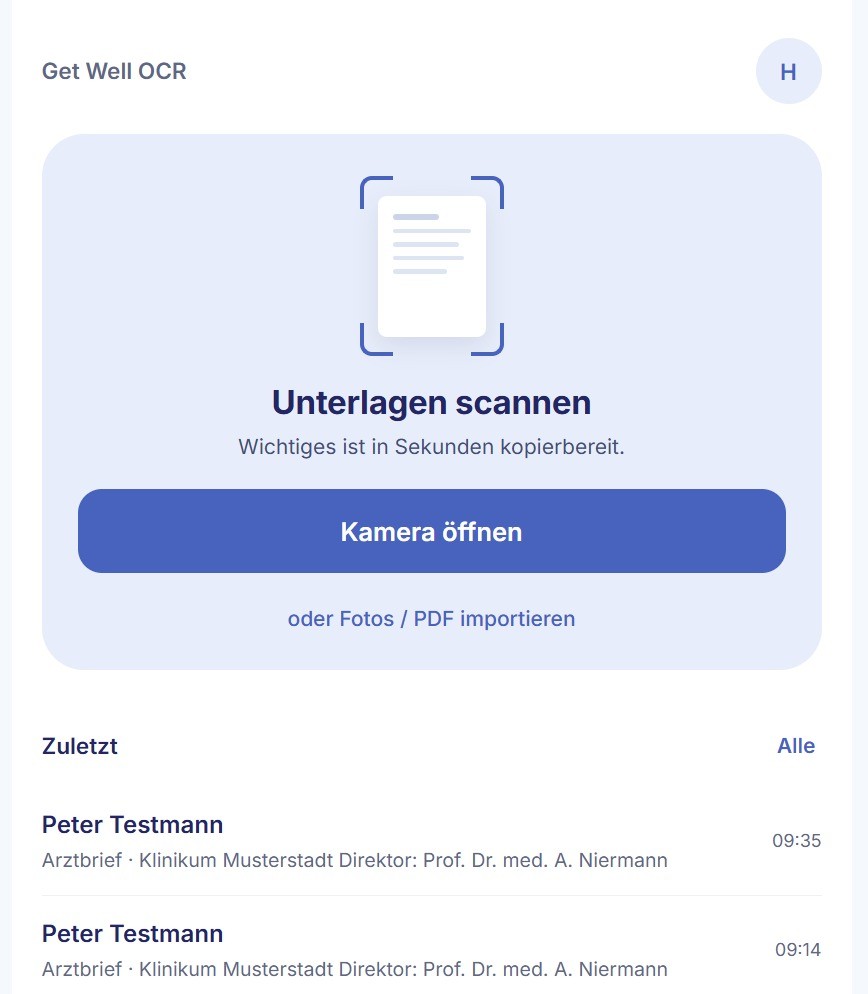 Get Well OCR
H
Unterlagen scannen
Wichtiges ist in Sekunden kopierbereit.
Kamera öffnen
oder Fotos / PDF importieren
Zuletzt
Alle
Peter Testmann
09:35
Arztbrief · Klinikum Musterstadt Direktor: Prof. Dr. med. A. Niermann
Peter Testmann
09:14
Arztbrief · Klinikum Musterstadt Direktor: Prof. Dr. med. A. Niermann